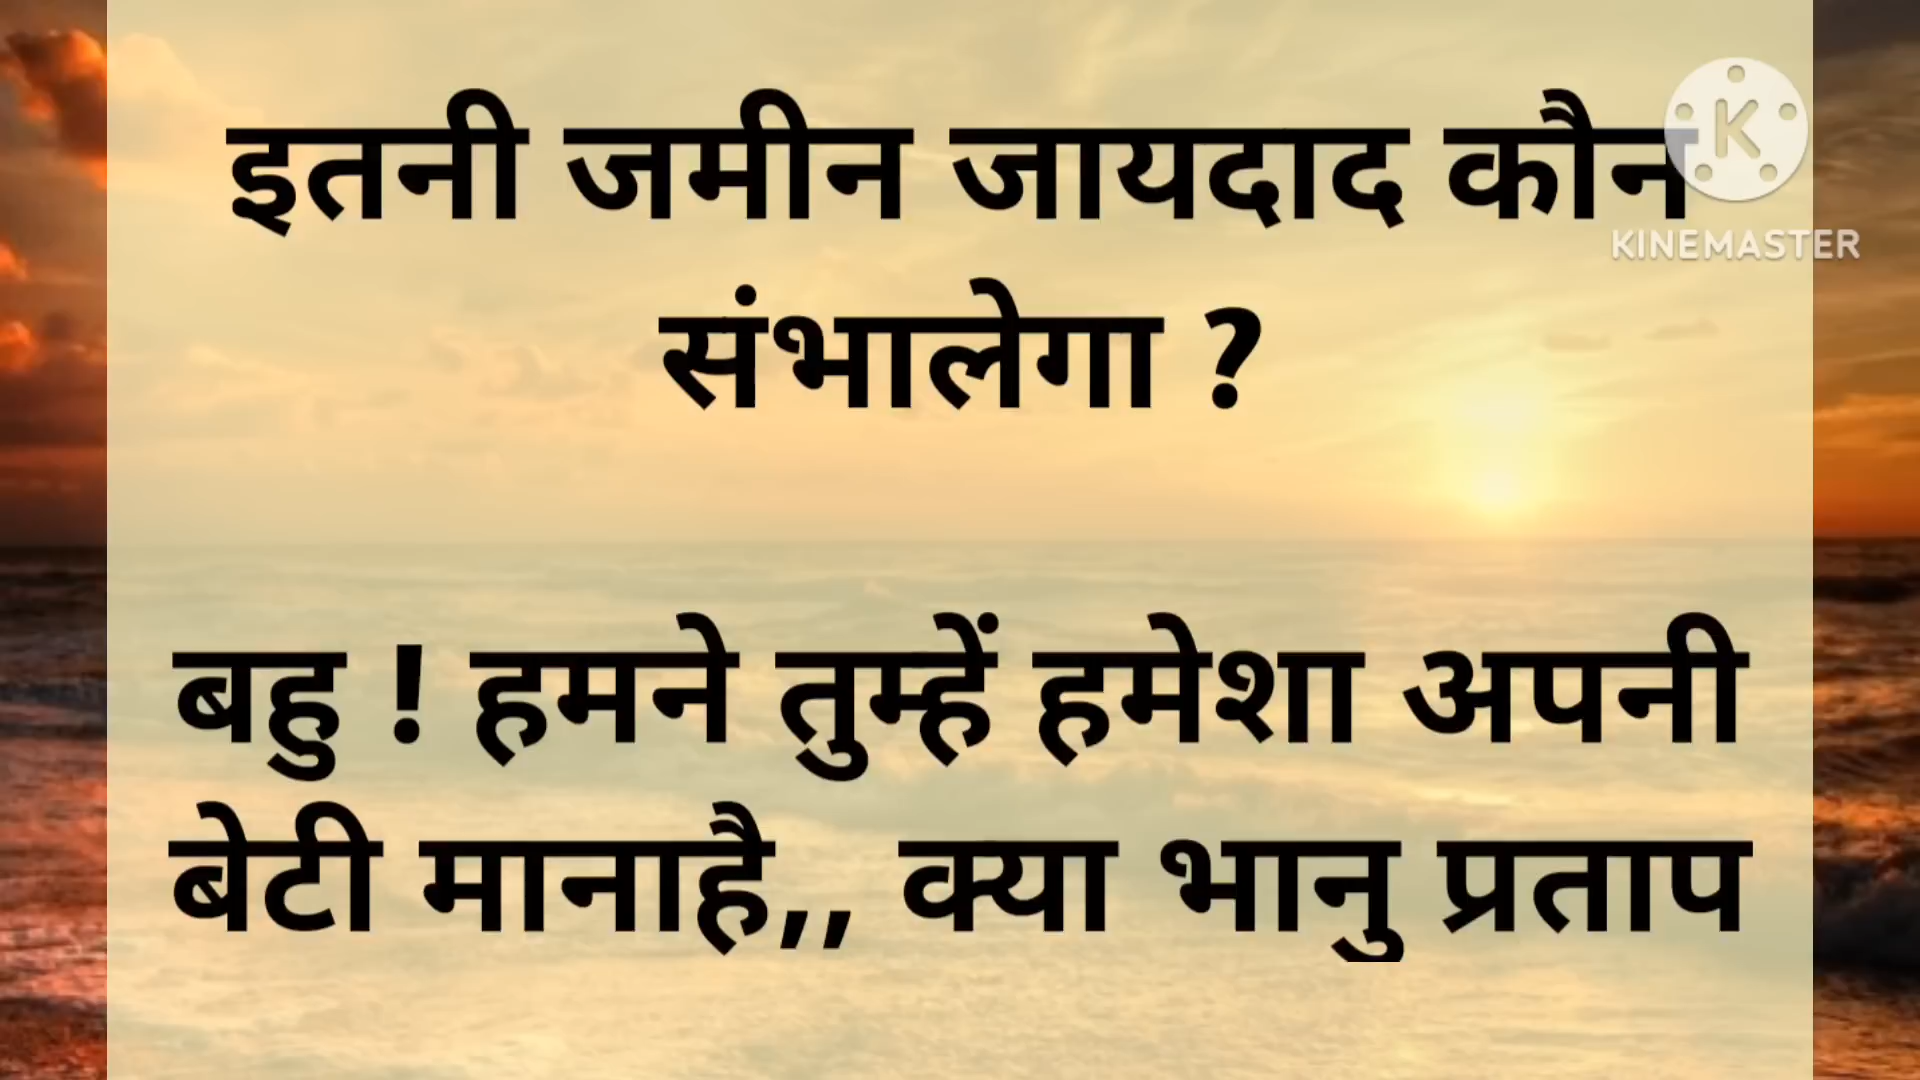 इतनी जमीन जायदाद कौन
संभालेगा ?
बहु ! हमने तुम्हें हमेशा अपनी
बेटी मानाहै,, क्या भानु प्रताप
K
KINEMASTER